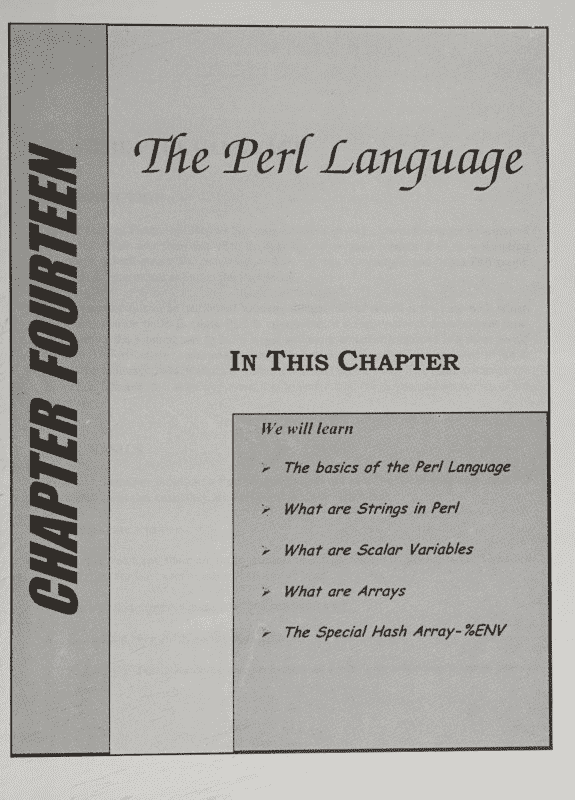 CHAPTER FOURTEEN
The Perl Language
IN THIS CHAPTER
We will learn
➢ The basics of the Perl Language
➢ What are Strings in Perl
➢ What are Scalar Variables
➢ What are Arrays
➢ The Special Hash Array-%ENV